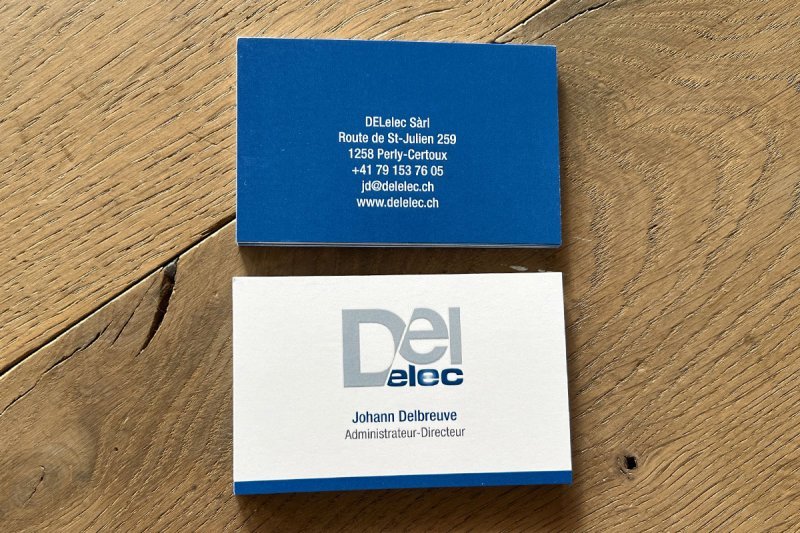 DELelec Sàrl
Route de St-Julien 259
1258 Perly-Certoux
+41 79 153 76 05
jd@delelec.ch
www.delelec.ch
Del
elec
Johann Delbreuve
Administrateur-Directeur